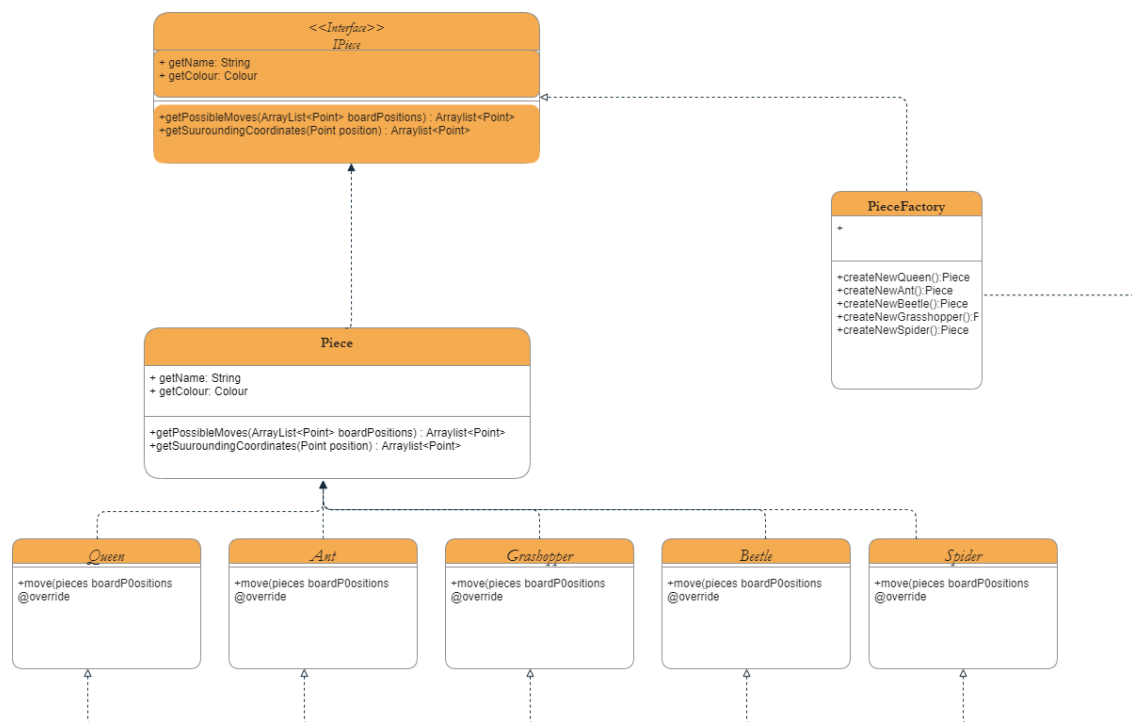 <<Interface>>
IPiece
+ getName: String
+ getColour: Colour
+getPossibleMoves(ArrayList<Point> boardPositions) : Arraylist<Point>
+getSuuroundingCoordinates(Point position) : Arraylist<Point>
PieceFactory
+
+createNewQueen():Piece
+createNewAnt():Piece
+createNewBeetle():Piece
+createNewGrasshopper():F
+createNewSpider():Piece
Piece
+ getName: String
+ getColour: Colour
+getPossibleMoves(ArrayList<Point> boardPositions) : Arraylist<Point>
+getSuuroundingCoordinates(Point position) : Arraylist<Point>
Queen
+move(pieces boardP0ositions
@override
Ant
+move(pieces boardP0ositions
@override
Grashopper
+move(pieces boardP0ositions
@override
Beetle
+move(pieces boardP0ositions
@override
Spider
+move(pieces boardP0ositions
@override